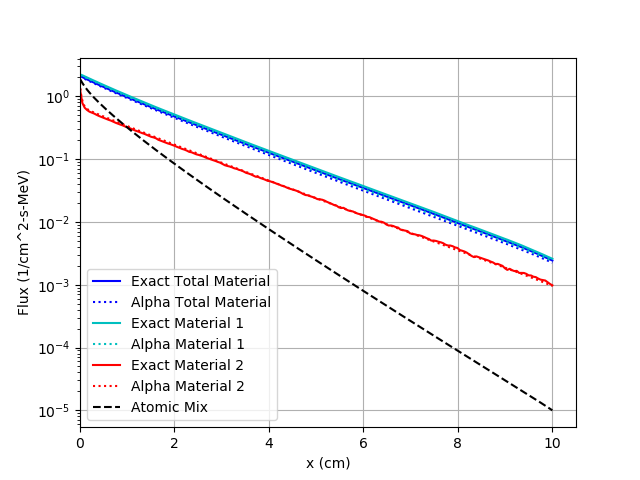 Flux (1/cm^2-s-MeV)
10^0
10^−1
10^−2
10^−3
10^−4
10^−5
Exact Total Material
Alpha Total Material
Exact Material 1
Alpha Material 1
Exact Material 2
Alpha Material 2
Atomic Mix
0 2 4 6 8 10
x (cm)